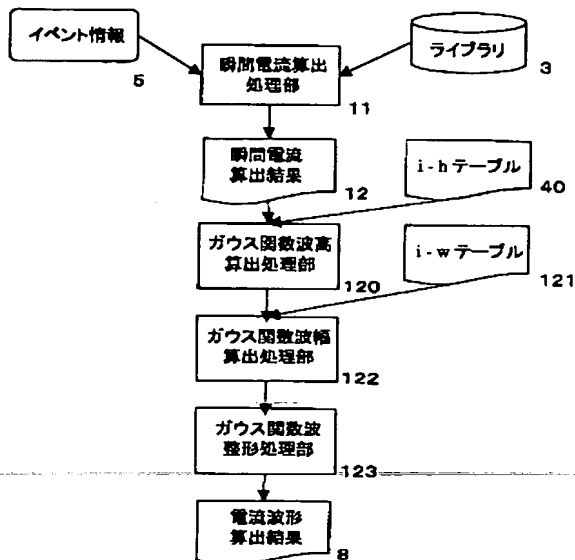 イベント情報
5
瞬間電流算出
処理部
11
ライブラリ
3
瞬間電流
算出結果
12
i-hテーブル
40
ガウス関数波高
算出処理部
120
i-wテーブル
121
ガウス関数波幅
算出処理部
122
ガウス関数波
整形処理部
123
電流波形
算出結果
8